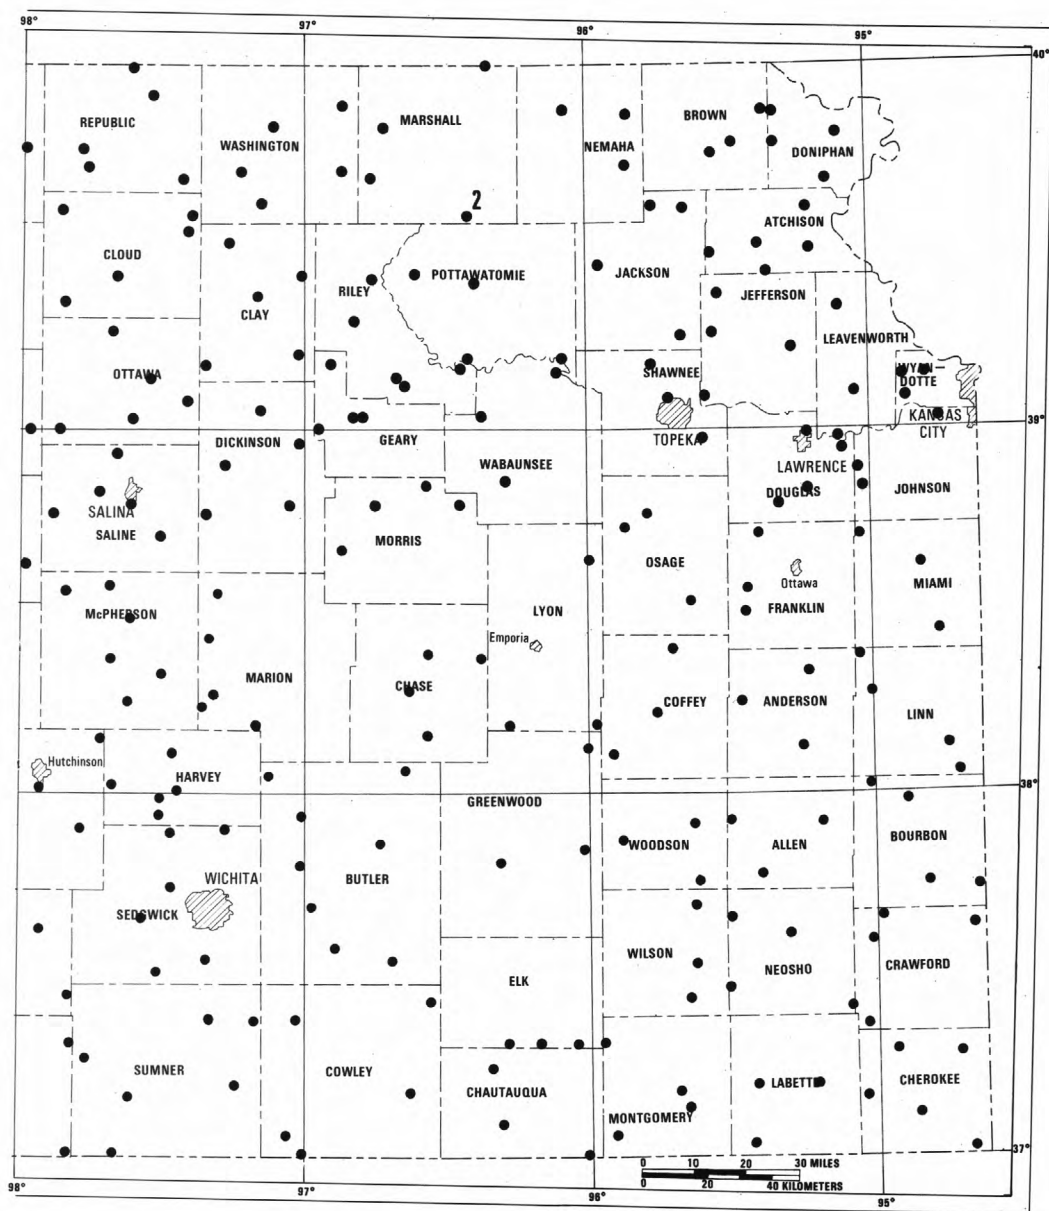 98°
97°
96°
95°
40°
REPUBLIC
WASHINGTON
MARSHALL
NEMAHA
BROWN
DONIPHAN
2
ATCHISON
CLOUD
CLAY
RILEY
POTTAWATOMIE
JACKSON
JEFFERSON
LEAVENWORTH
OTTAWA
SHAWNEE
WYAN
DOTTE
KANSAS
CITY
39°
DICKINSON
GEARY
WABAUNSEE
TOPEKA
LAWRENCE
DOUGLAS
JOHNSON
SALINA
SALINE
MORRIS
OSAGE
Ottawa
FRANKLIN
MIAMI
McPHERSON
LYON
Emporia
MARION
CHASE
COFFEY
ANDERSON
LINN
Hutchinson
HARVEY
38°
GREENWOOD
WOODSON
ALLEN
BOURBON
WICHITA
SEDGWICK
BUTLER
WILSON
NEOSHO
CRAWFORD
ELK
SUMNER
COWLEY
CHAUTAUQUA
MONTGOMERY
LABETTE
CHEROKEE
37°
0 10 20 30 MILES
0 20 40 KILOMETERS
98°
97°
96°
95°